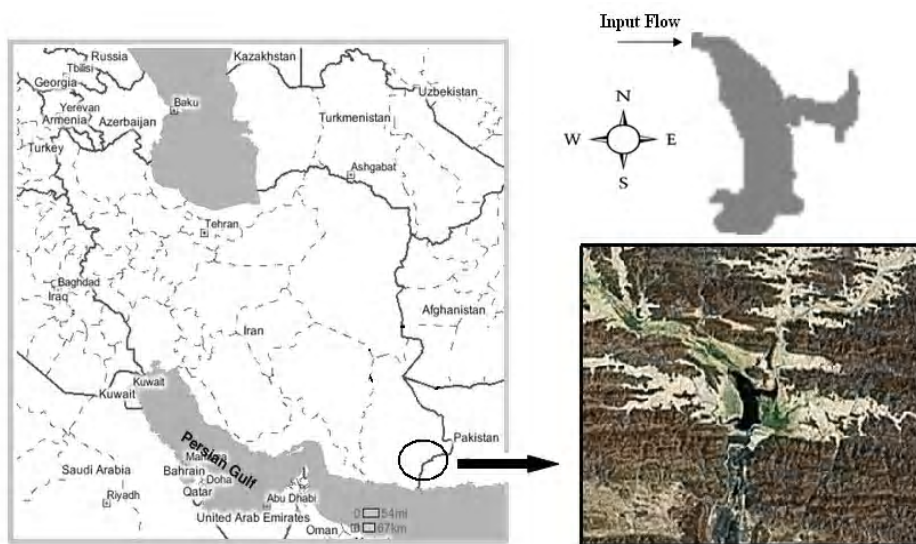 Russia
Kazakhstan
Tbilisi
Georgia
Uzbekistan
Baku
Yerevan
Armenia
Azerbaijan
Turkmenistan
Turkey
Ashgabat
Tehran
Baghdad
Iraq
Afghanistan
Iran
Kuwait
Kuwait
Persian Gulf
Pakistan
Saudi Arabia
Bahrain
Doha
Riyadh
Qatar
Abu Dhabi
United Arab Emirates
Oman
54mi
67km
Input Flow
N
W E
S